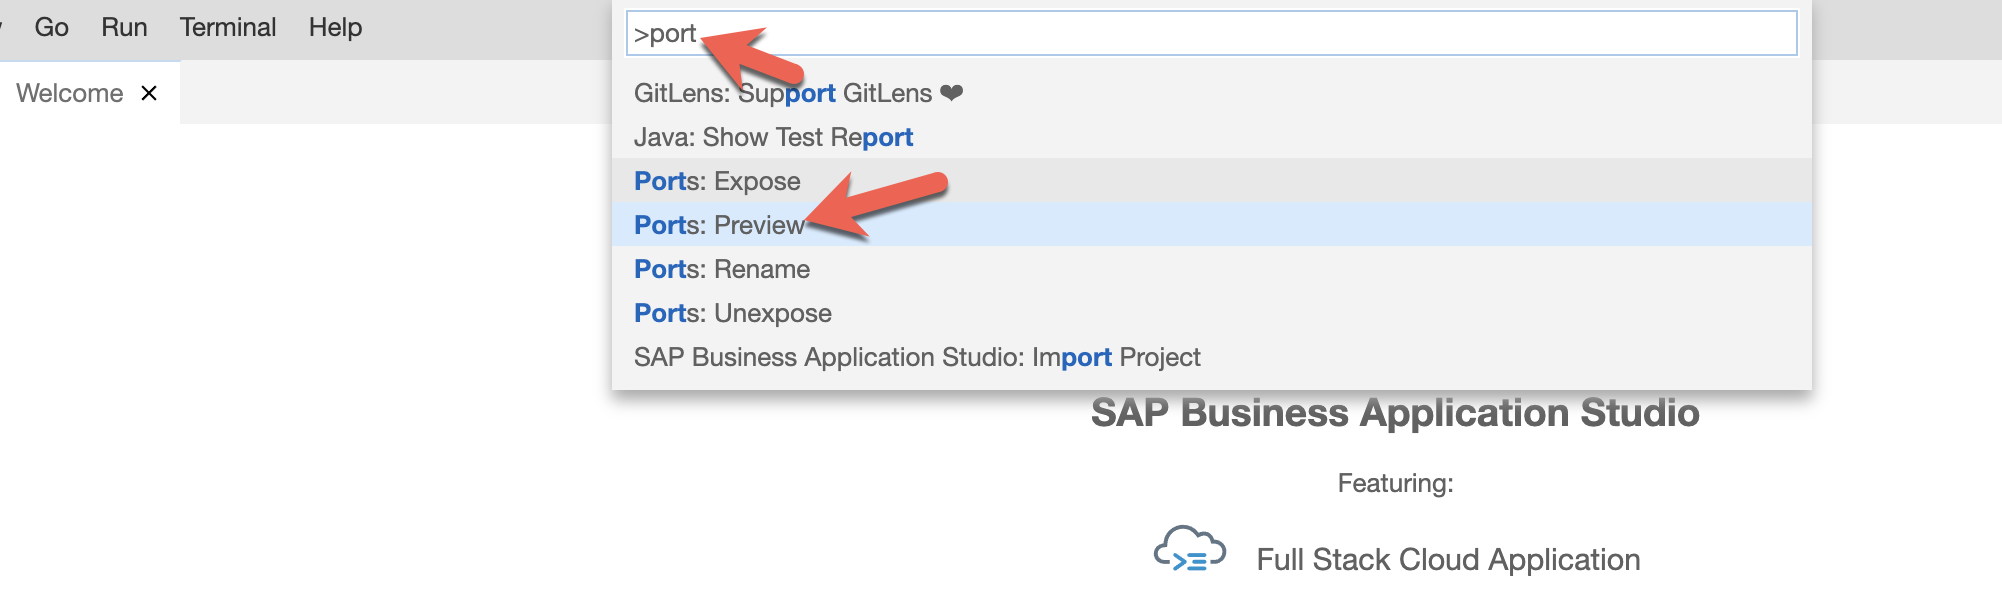 Go Run Terminal Help
>port
Welcome
GitLens: Support GitLens ❤
Java: Show Test Report
Ports: Expose
Ports: Preview
Ports: Rename
Ports: Unexpose
SAP Business Application Studio: Import Project
SAP Business Application Studio
Featuring:
Full Stack Cloud Application